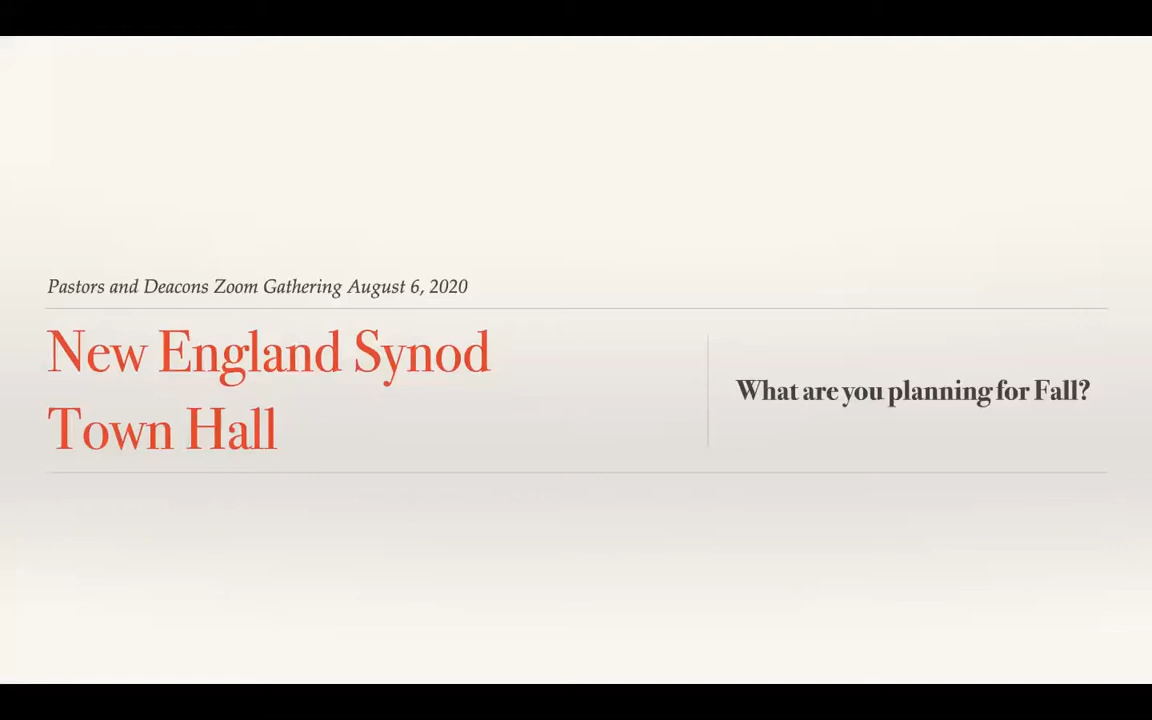 Pastors and Deacons Zoom Gathering August 6, 2020
New England Synod
Town Hall
What are you planning for Fall?